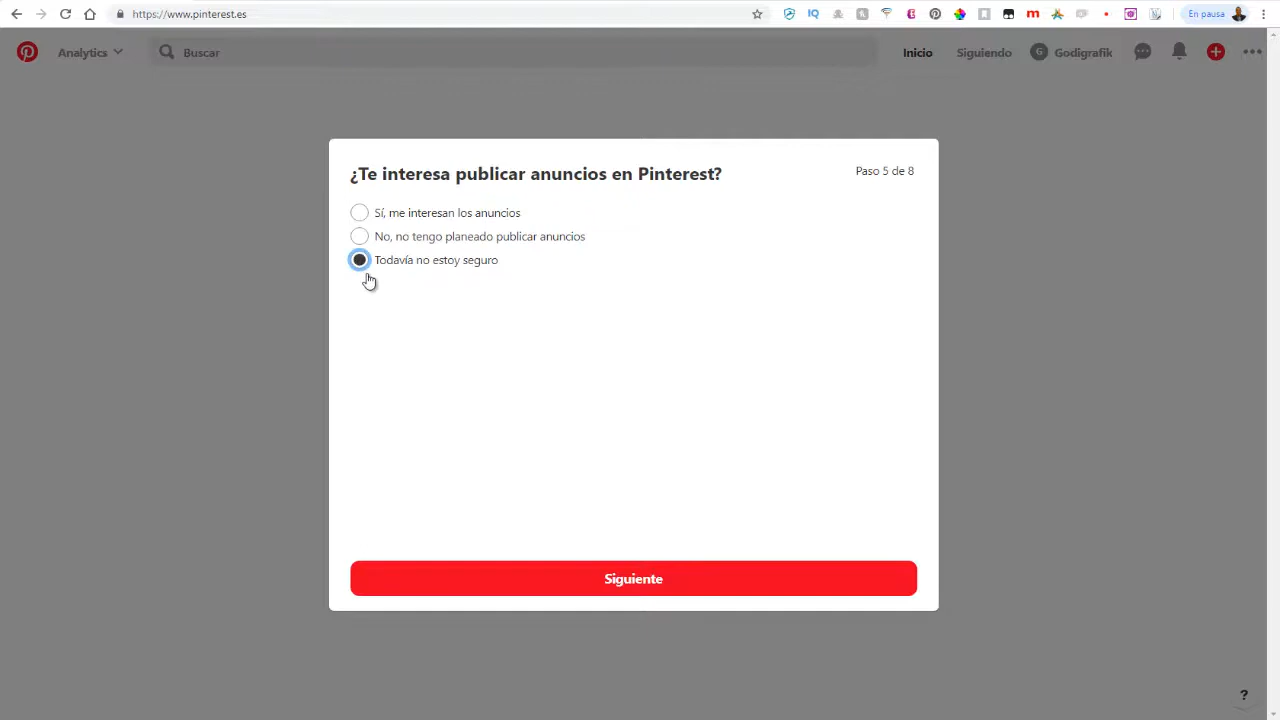 https://www.pinterest.es
IQ
m
En pausa
Analytics
Buscar
Inicio
Siguiendo
G
Godigrafik
¿Te interesa publicar anuncios en Pinterest?
Paso 5 de 8
Sí, me interesan los anuncios
No, no tengo planeado publicar anuncios
Todavía no estoy seguro
Siguiente
?